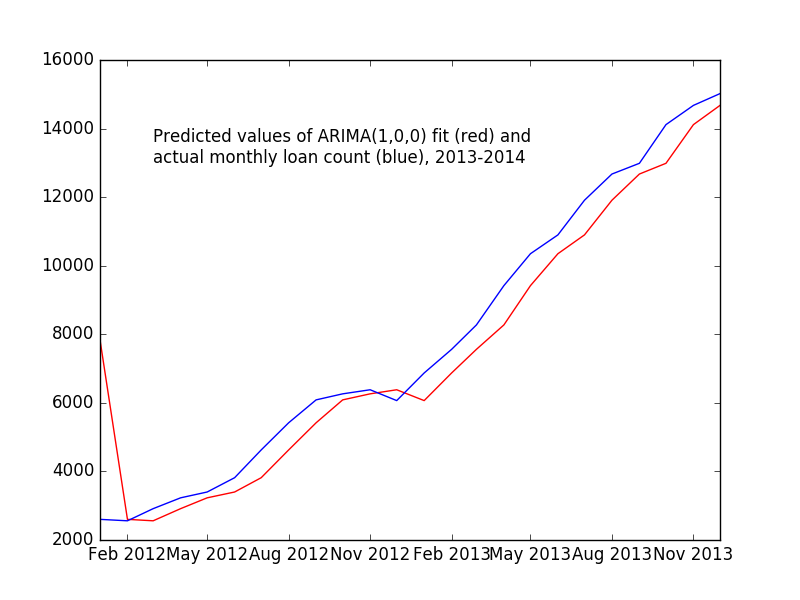 16000
14000
12000
10000
8000
6000
4000
2000
Predicted values of ARIMA(1,0,0) fit (red) and
actual monthly loan count (blue), 2013-2014
Feb 2012 May 2012 Aug 2012 Nov 2012 Feb 2013 May 2013 Aug 2013 Nov 2013